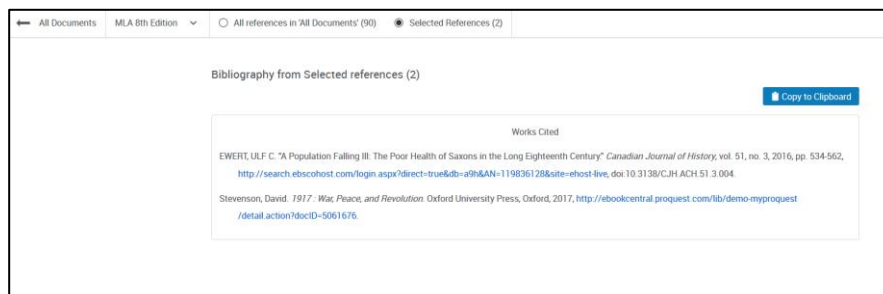 All Documents MLA 8th Edition All references in 'All Documents' (90) Selected References (2)
Bibliography from Selected references (2)
Copy to Clipboard
Works Cited
EWERT, ULF C. "A Population Falling Ill: The Poor Health of Saxons in the Long Eighteenth Century." Canadian Journal of History, vol. 51, no. 3, 2016, pp. 534-562,
http://search.ebscohost.com/login.aspx?direct=true&db=a9h&AN=119836128&site=ehost-live, doi:10.3138/CJH.ACH.51.3.004.
Stevenson, David. 1917 : War, Peace, and Revolution. Oxford University Press, Oxford, 2017, http://ebookcentral.proquest.com/lib/demo-myproquest
/detail.action?docID=5061676.